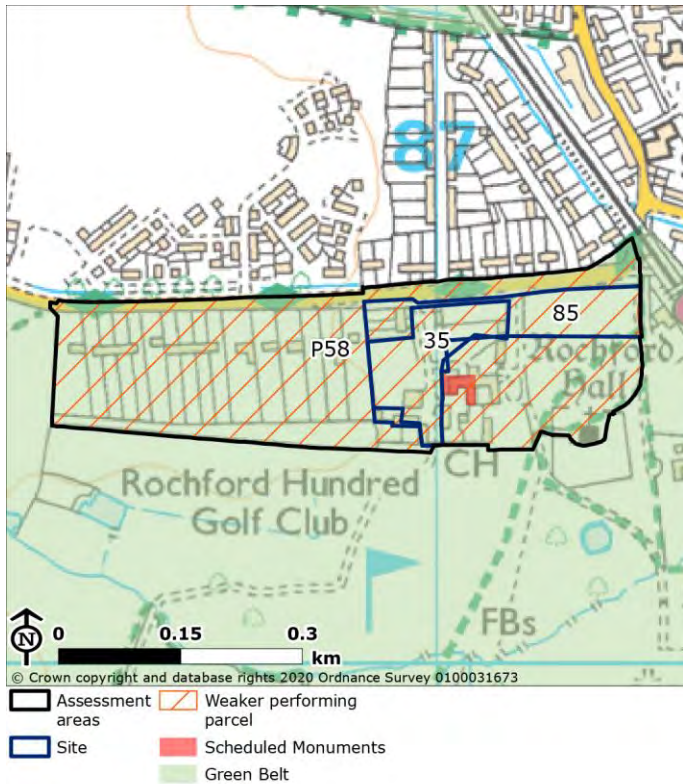 87
P58
35
85
Rochford
Hall
CH
Rochford Hundred
Golf Club
FBs
N
0 0.15 0.3
km
© Crown copyright and database rights 2020 Ordnance Survey 0100031673
Assessment areas
Weaker performing parcel
Site
Scheduled Monuments
Green Belt